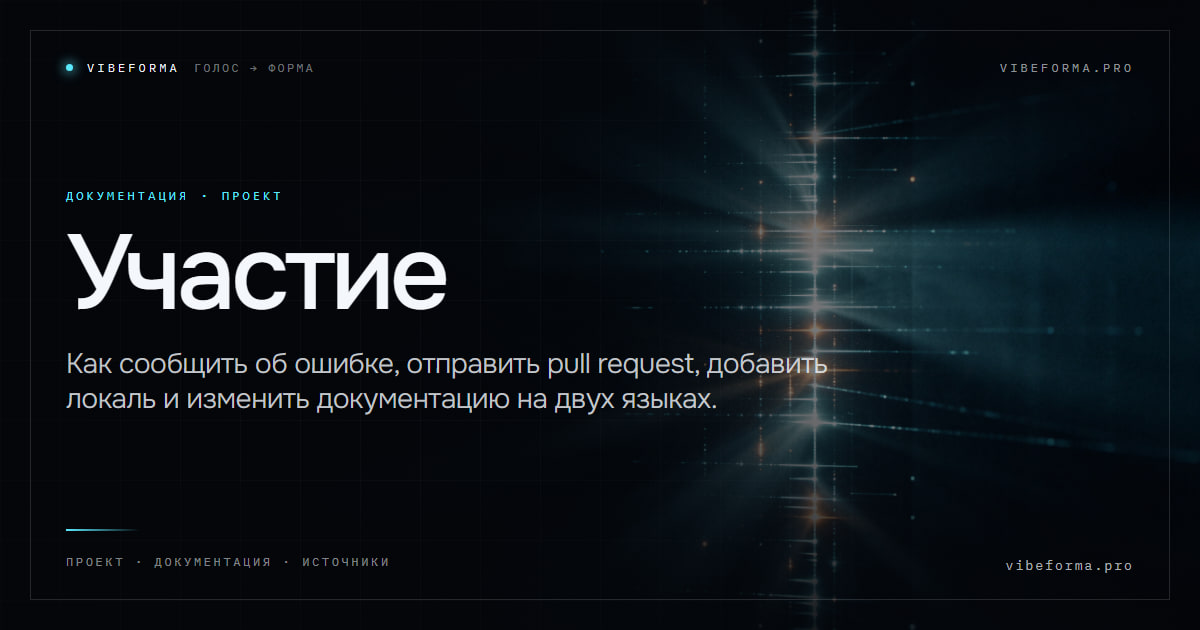 VIBEFORMA ГОЛОС → ФОРМА
VIBEFORMA.PRO
ДОКУМЕНТАЦИЯ · ПРОЕКТ
Участие
Как сообщить об ошибке, отправить pull request, добавить
локаль и изменить документацию на двух языках.
ПРОЕКТ · ДОКУМЕНТАЦИЯ · ИСТОЧНИКИ
vibeforma.pro